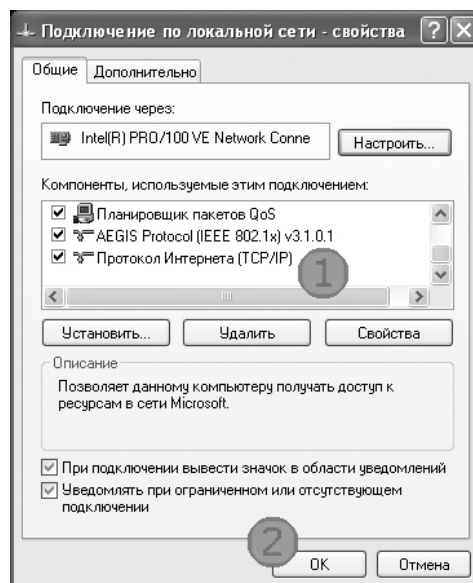 Подключение по локальной сети - свойства
Общие Дополнительно
Подключение через:
Intel(R) PRO/100 VE Network Conne Настроить...
Компоненты, используемые этим подключением:
Планировщик пакетов QoS
AEGIS Protocol (IEEE 802.1x) v3.1.0.1
Протокол Интернета (TCP/IP)
1
Установить... Удалить Свойства
Описание
Позволяет данному компьютеру получать доступ к
ресурсам в сети Microsoft.
При подключении вывести значок в области уведомлений
Уведомлять при ограниченном или отсутствующем
подключении
2
OK Отмена